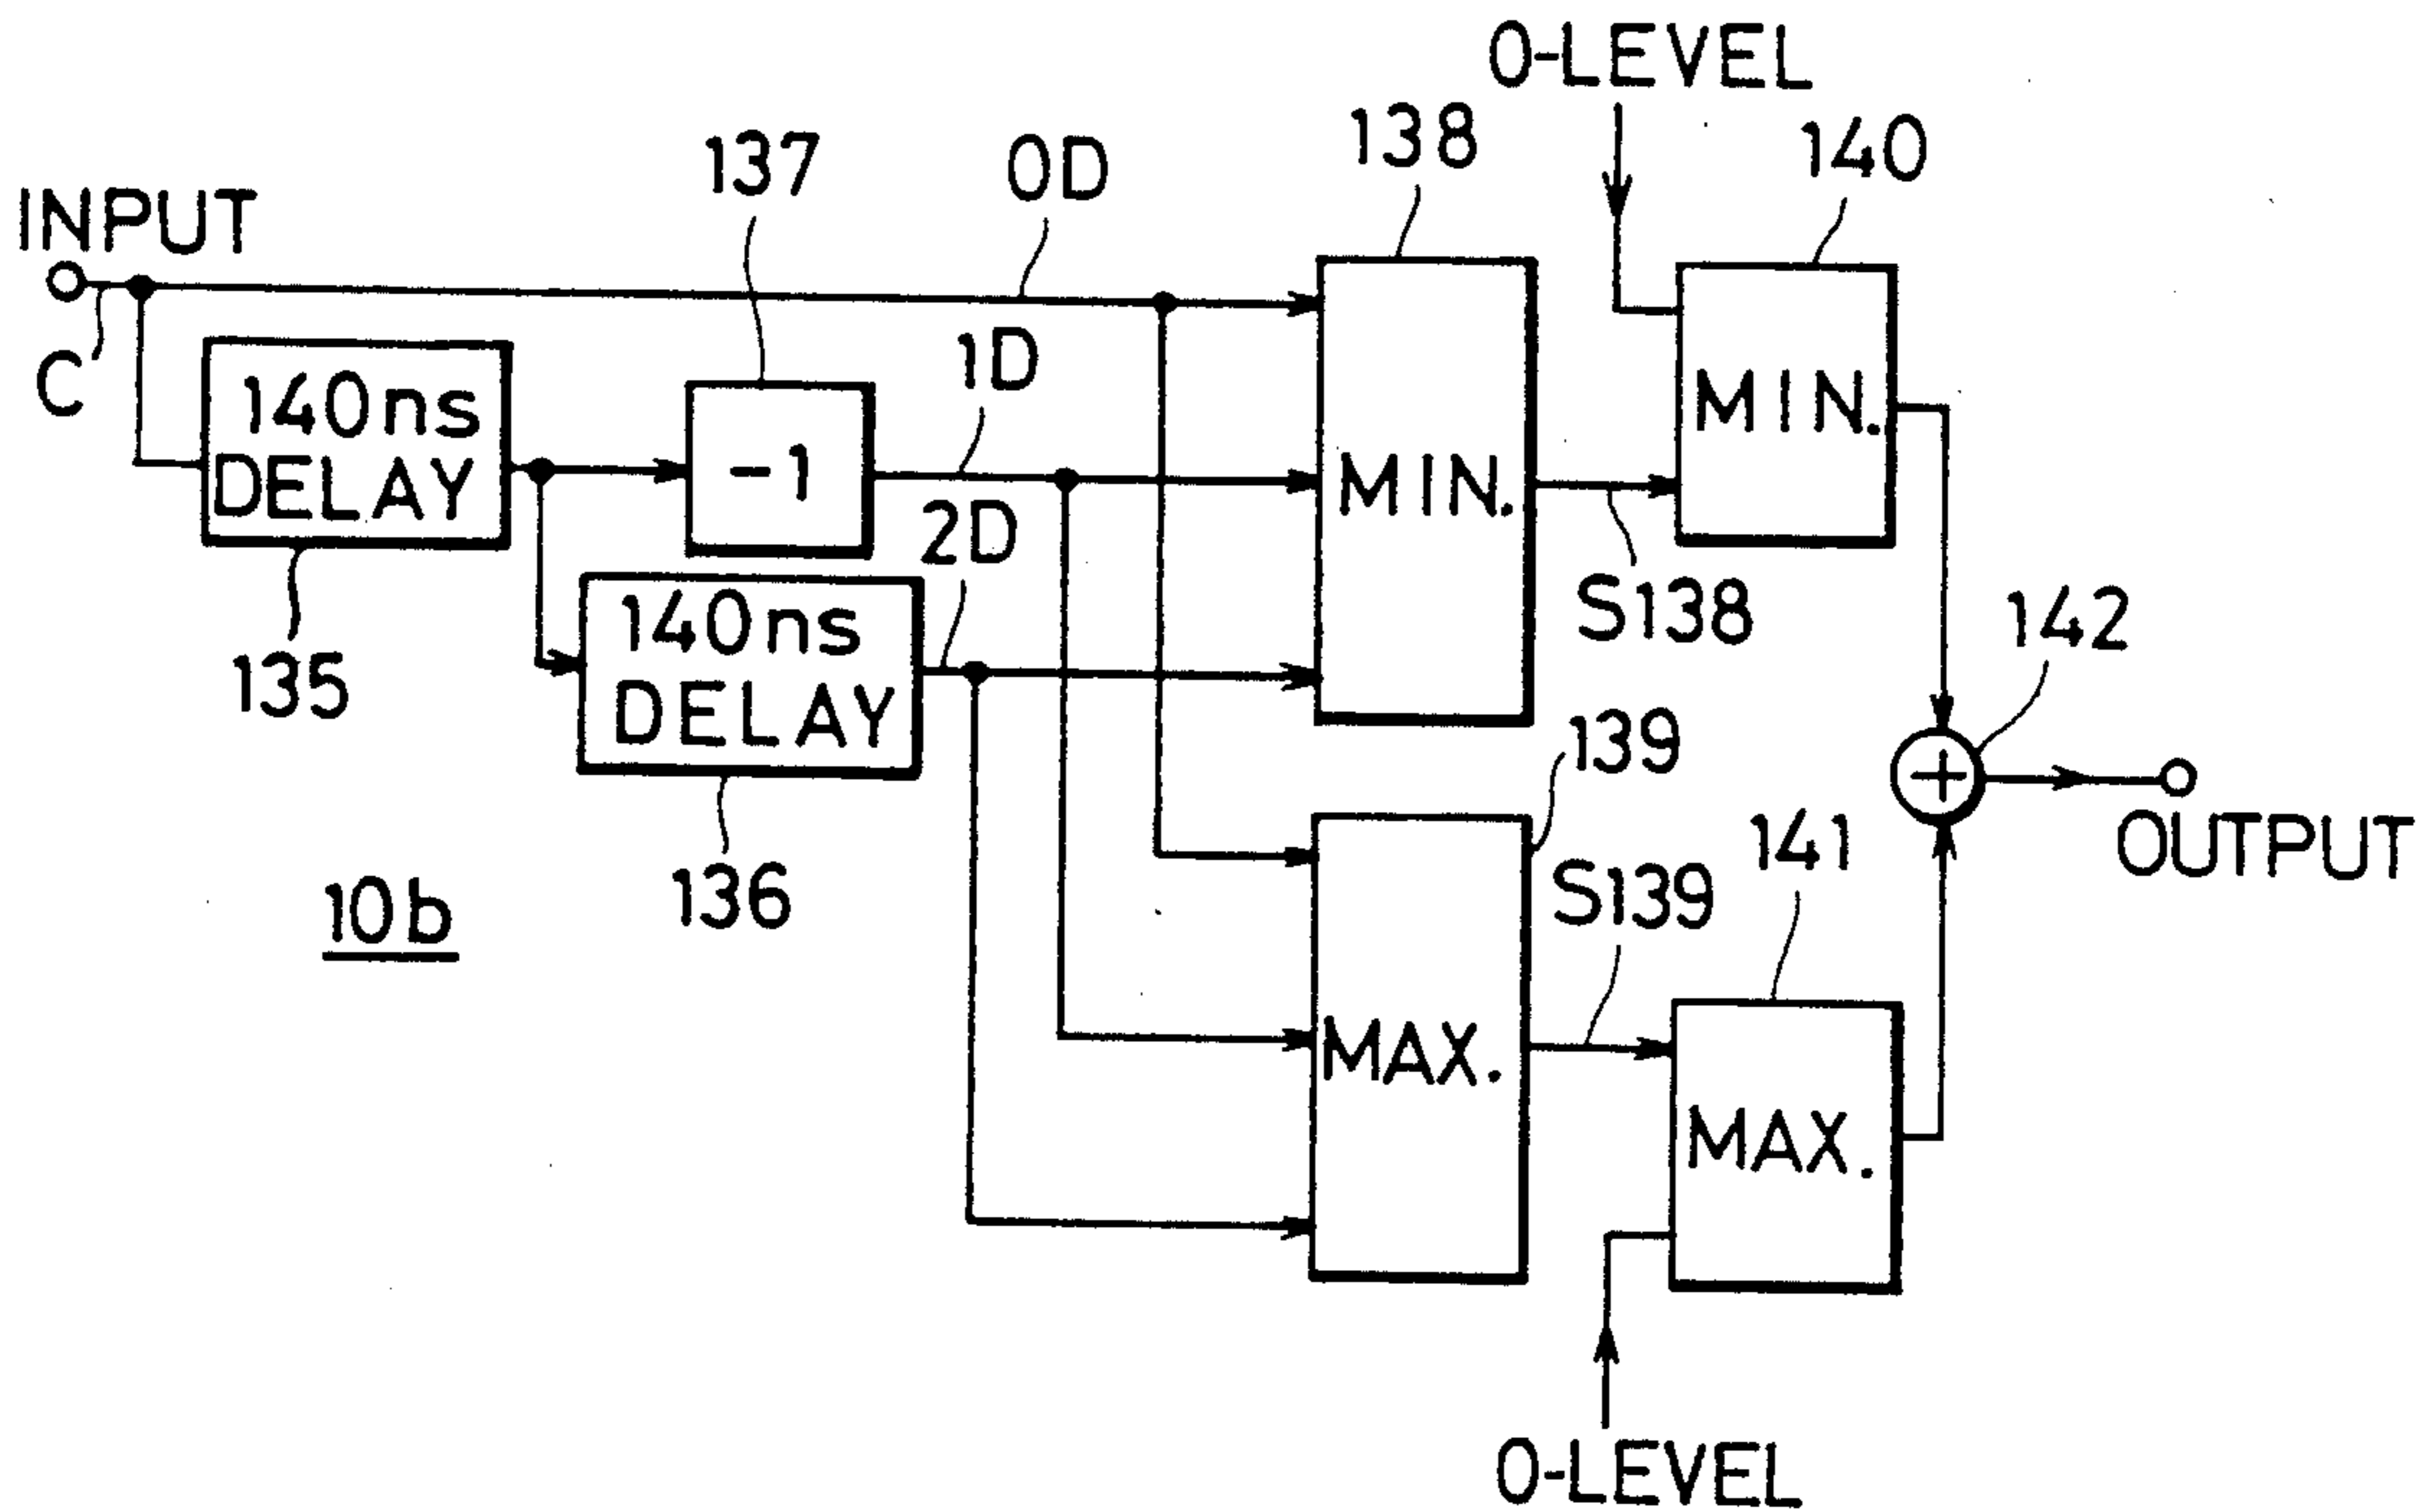 0-LEVEL
138
140
137
0D
INPUT
C
140ns
DELAY
1D
-1
MIN.
MIN.
2D
S138
140ns
DELAY
142
135
139
136
S139
141
OUTPUT
10b
MAX.
MAX.
0-LEVEL